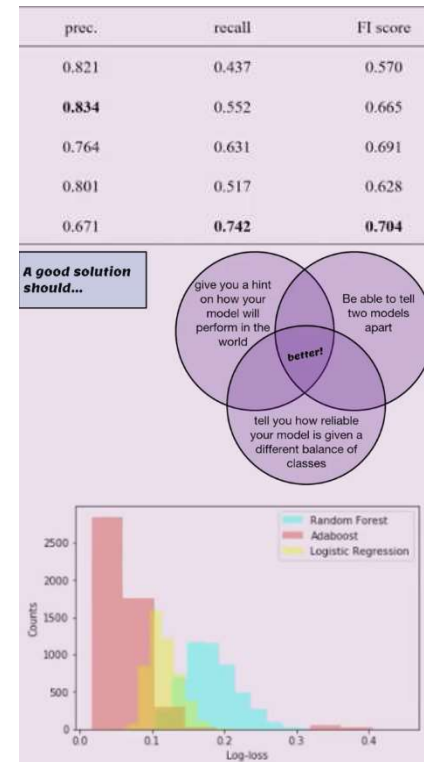 prec. recall FI score
0.821 0.437 0.570
0.834 0.552 0.665
0.764 0.631 0.691
0.801 0.517 0.628
0.671 0.742 0.704
A good solution
should...
give you a hint
on how your
model will
perform in the
world
Be able to tell
two models
apart
better!
tell you how reliable
your model is given a
different balance of
classes
Random Forest
Adaboost
Logistic Regression
Counts
2500
2000
1500
1000
500
0
0.0 0.1 0.2 0.3 0.4
Log-loss